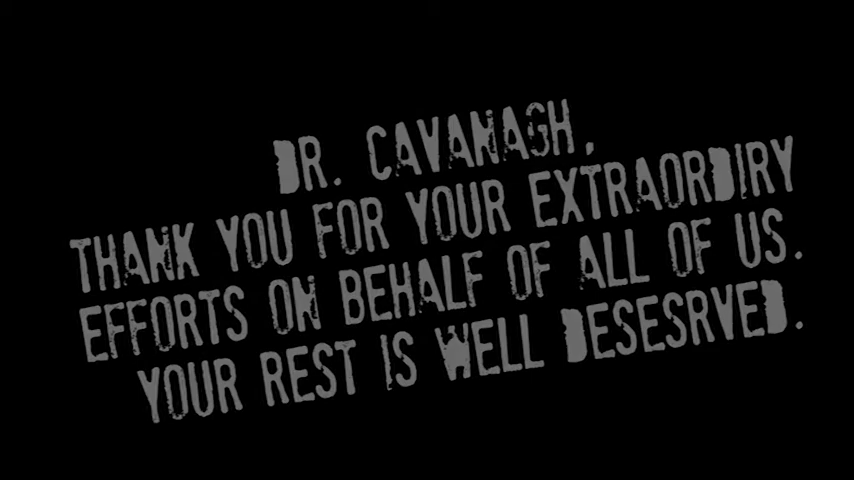 DR. CAVANAGH,
THANK YOU FOR YOUR EXTRAORDIRY
EFFORTS ON BEHALF OF ALL OF US.
YOUR REST IS WELL DESESRVED.